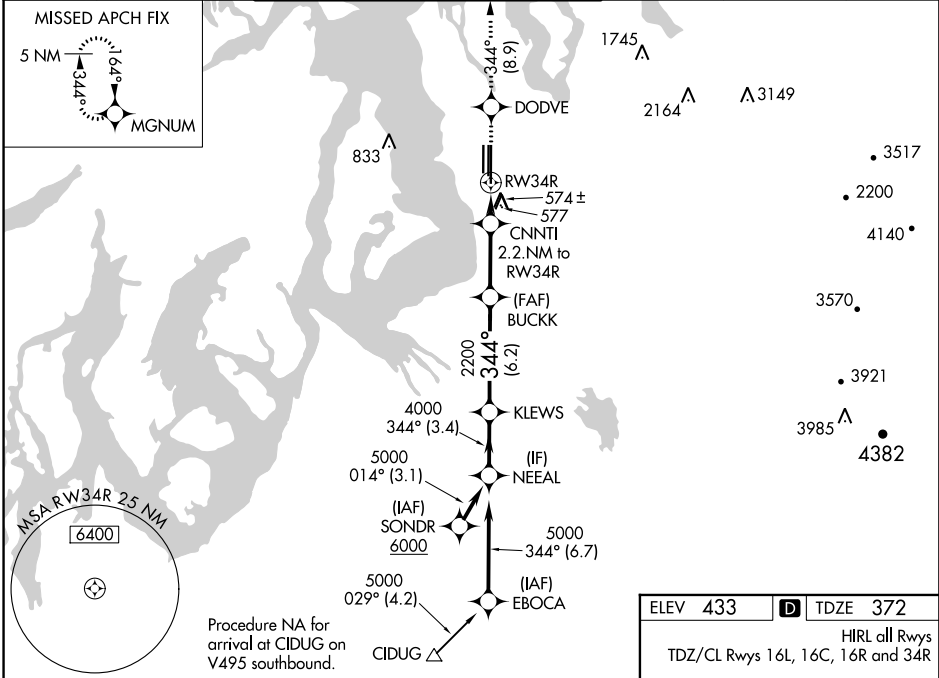 MISSED APCH FIX
5 NM
344°
164°
MGNUM
344°
(8.9)
DODVE
1745
2164
3149
833
3517
RW34R
574 ±
577
2200
4140
CNNTI
2.2.NM to
RW34R
(FAF)
BUCKK
3570
2200
344°
(6.2)
3921
4000
344° (3.4)
KLEWS
3985
4382
5000
014° (3.1)
(IF)
NEEAL
MSA RW34R 25 NM
6400
(IAF)
SONDR
6000
5000
344° (6.7)
5000
029° (4.2)
(IAF)
EBOCA
Procedure NA for
arrival at CIDUG on
V495 southbound.
CIDUG
ELEV 433 D TDZE 372
HIRL all Rwys
TDZ/CL Rwys 16L, 16C, 16R and 34R